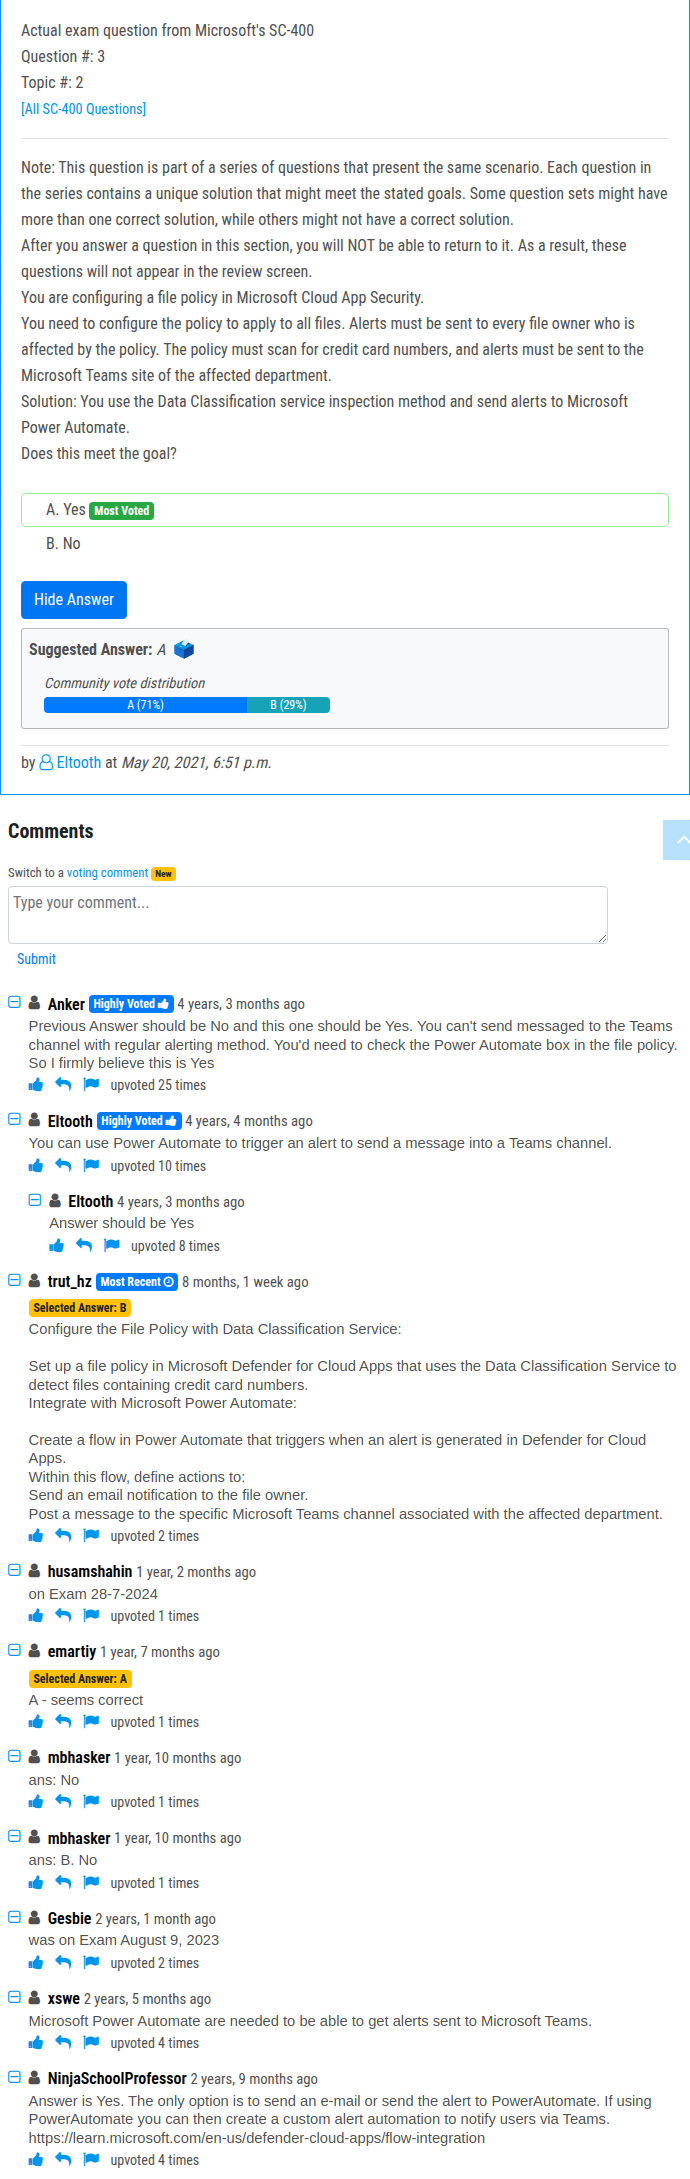 Actual exam question from Microsoft's SC-400
Question #: 3
Topic #: 2
[All SC-400 Questions]
Note: This question is part of a series of questions that present the same scenario. Each question in
the series contains a unique solution that might meet the stated goals. Some question sets might have
more than one correct solution, while others might not have a correct solution.
After you answer a question in this section, you will NOT be able to return to it. As a result, these
questions will not appear in the review screen.
You are configuring a file policy in Microsoft Cloud App Security.
You need to configure the policy to apply to all files. Alerts must be sent to every file owner who is
affected by the policy. The policy must scan for credit card numbers, and alerts must be sent to the
Microsoft Teams site of the affected department.
Solution: You use the Data Classification service inspection method and send alerts to Microsoft
Power Automate.
Does this meet the goal?
A. Yes Most Voted
B. No
Hide Answer
Suggested Answer: A
Community vote distribution
A (71%) B (29%)
by Eltooth at May 20, 2021, 6:51 p.m.
Comments
Switch to a voting comment New
Type your comment...
Submit
Anker Highly Voted 4 years, 3 months ago
Previous Answer should be No and this one should be Yes. You can't send messaged to the Teams
channel with regular alerting method. You'd need to check the Power Automate box in the file policy.
So I firmly believe this is Yes
upvoted 25 times
Eltooth Highly Voted 4 years, 4 months ago
You can use Power Automate to trigger an alert to send a message into a Teams channel.
upvoted 10 times
Eltooth 4 years, 3 months ago
Answer should be Yes
upvoted 8 times
trut_hz Most Recent 8 months, 1 week ago
Selected Answer: B
Configure the File Policy with Data Classification Service:
Set up a file policy in Microsoft Defender for Cloud Apps that uses the Data Classification Service to
detect files containing credit card numbers.
Integrate with Microsoft Power Automate:
Create a flow in Power Automate that triggers when an alert is generated in Defender for Cloud
Apps.
Within this flow, define actions to:
Send an email notification to the file owner.
Post a message to the specific Microsoft Teams channel associated with the affected department.
upvoted 2 times
husamshahin 1 year, 2 months ago
on Exam 28-7-2024
upvoted 1 times
emartiy 1 year, 7 months ago
Selected Answer: A
A - seems correct
upvoted 1 times
mbhasker 1 year, 10 months ago
ans: No
upvoted 1 times
mbhasker 1 year, 10 months ago
ans: B. No
upvoted 1 times
Gesbie 2 years, 1 month ago
was on Exam August 9, 2023
upvoted 2 times
xswe 2 years, 5 months ago
Microsoft Power Automate are needed to be able to get alerts sent to Microsoft Teams.
upvoted 4 times
NinjaSchoolProfessor 2 years, 9 months ago
Answer is Yes. The only option is to send an e-mail or send the alert to PowerAutomate. If using
PowerAutomate you can then create a custom alert automation to notify users via Teams.
https://learn.microsoft.com/en-us/defender-cloud-apps/flow-integration
upvoted 4 times